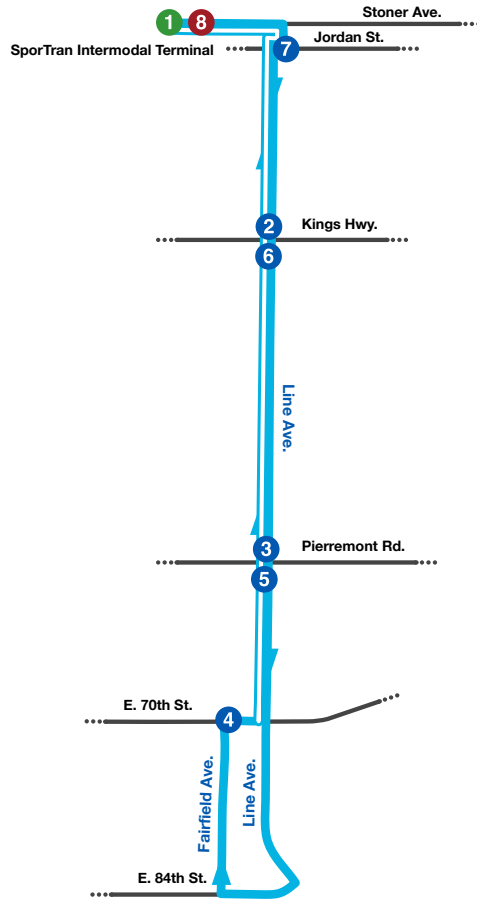 Stoner Ave.
1 8
Jordan St.
SporTran Intermodal Terminal
7
2
Kings Hwy.
6
Line Ave.
3
Pierremont Rd.
5
E. 70th St.
4
Fairfield Ave.
Line Ave.
E. 84th St.